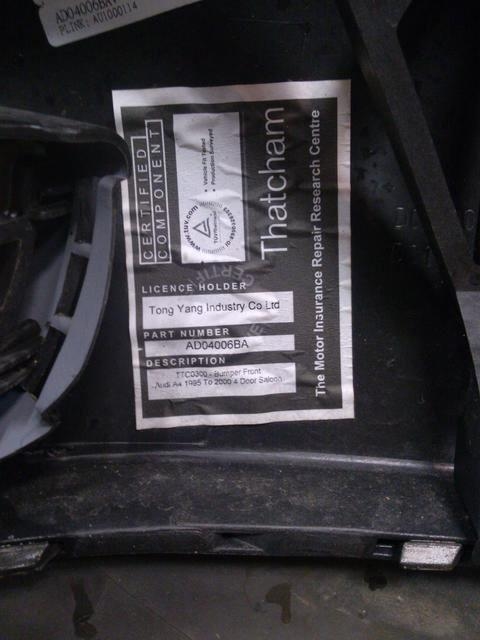 AD04006BA
PLINK: A01000114
CERTIFIED
COMPONENT
• Vehicle Fit Tested
• Production Surveyed
www.tuv.com
TÜVRheinland
Thatcham
The Motor Insurance Repair Research Centre
LICENCE HOLDER
Tong Yang Industry Co Ltd
PART NUMBER
AD04006BA
DESCRIPTION
TTC0300 - Bumper Front
Audi A4 1995 To 2000 4 Door Saloon